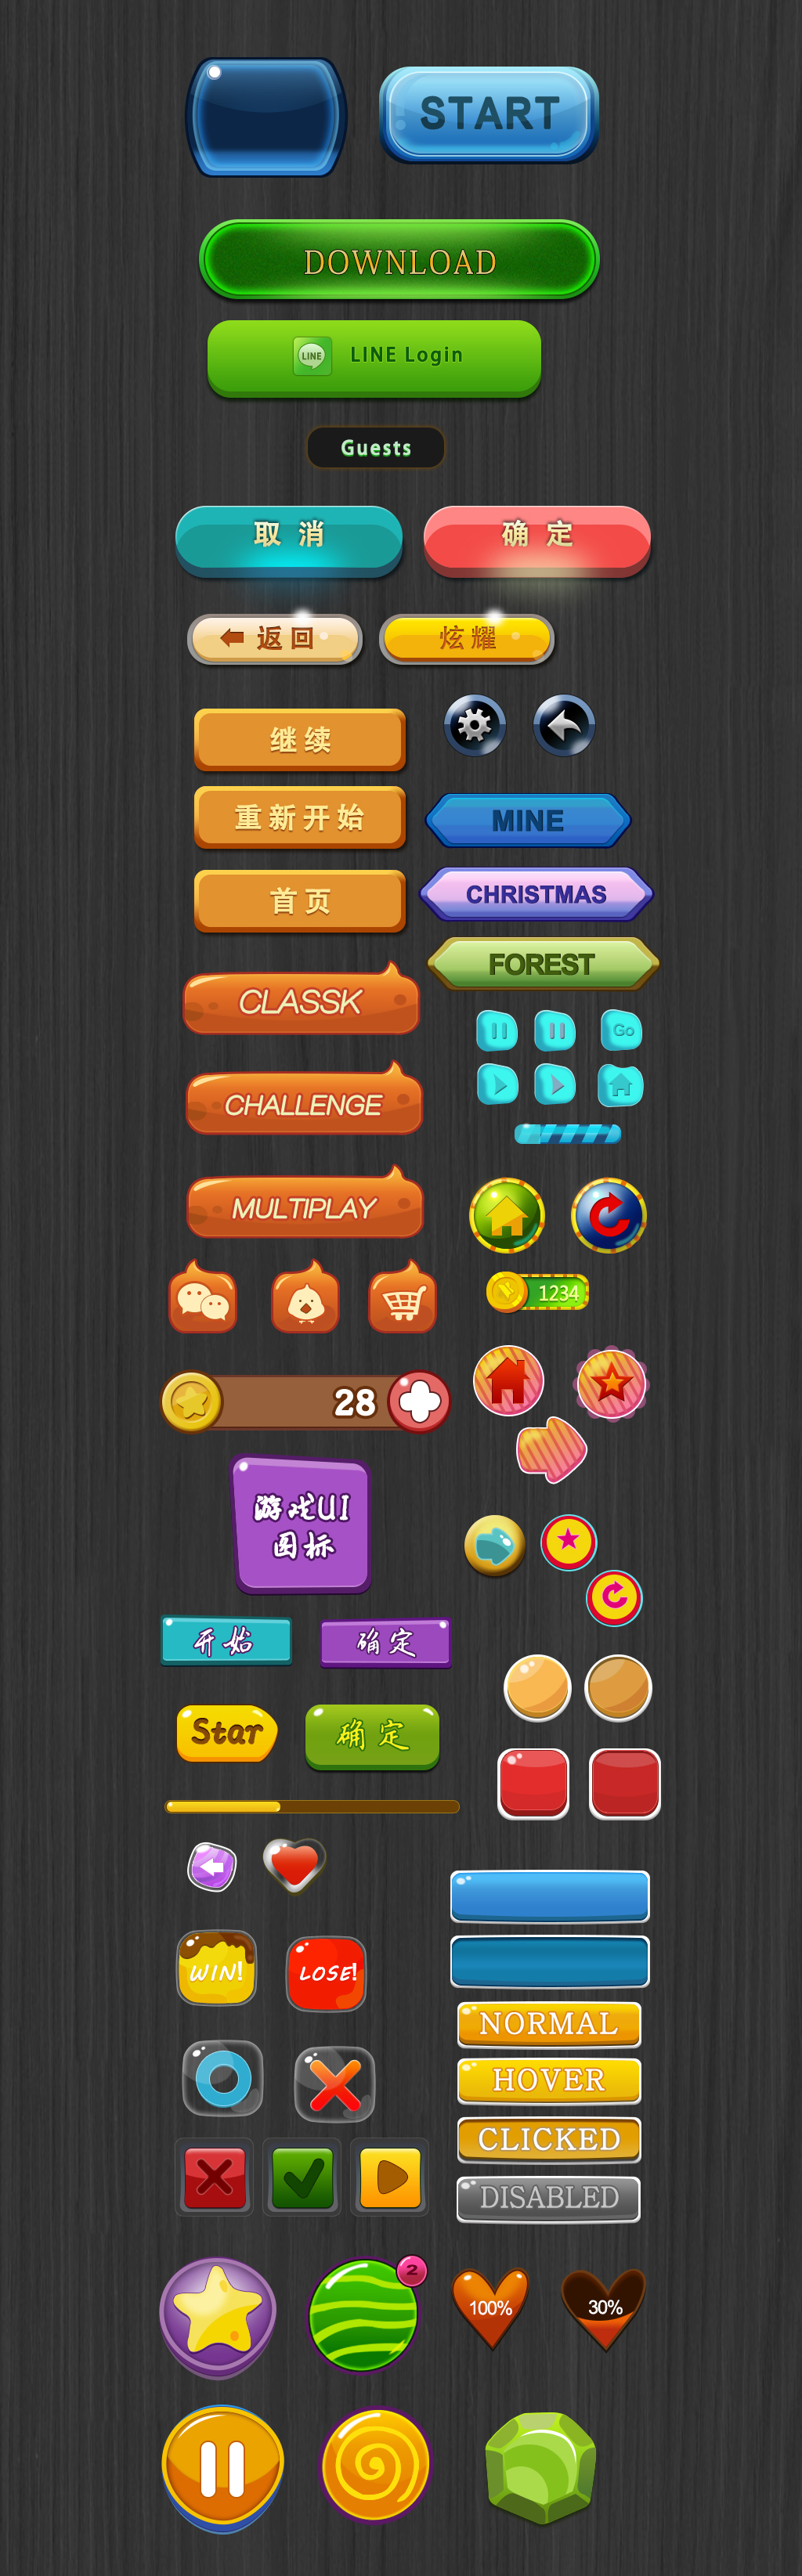 START
DOWNLOAD
LINE
LINE Login
Guests
取 消
确 定
返回
炫耀
继续
重新开始
MINE
首页
CHRISTMAS
FOREST
CLASSK
Go
CHALLENGE
MULTIPLAY
1234
28
游戏UI
图标
开始
确定
Star
确定
WIN!
LOSE!
NORMAL
HOVER
CLICKED
DISABLED
2
100%
30%